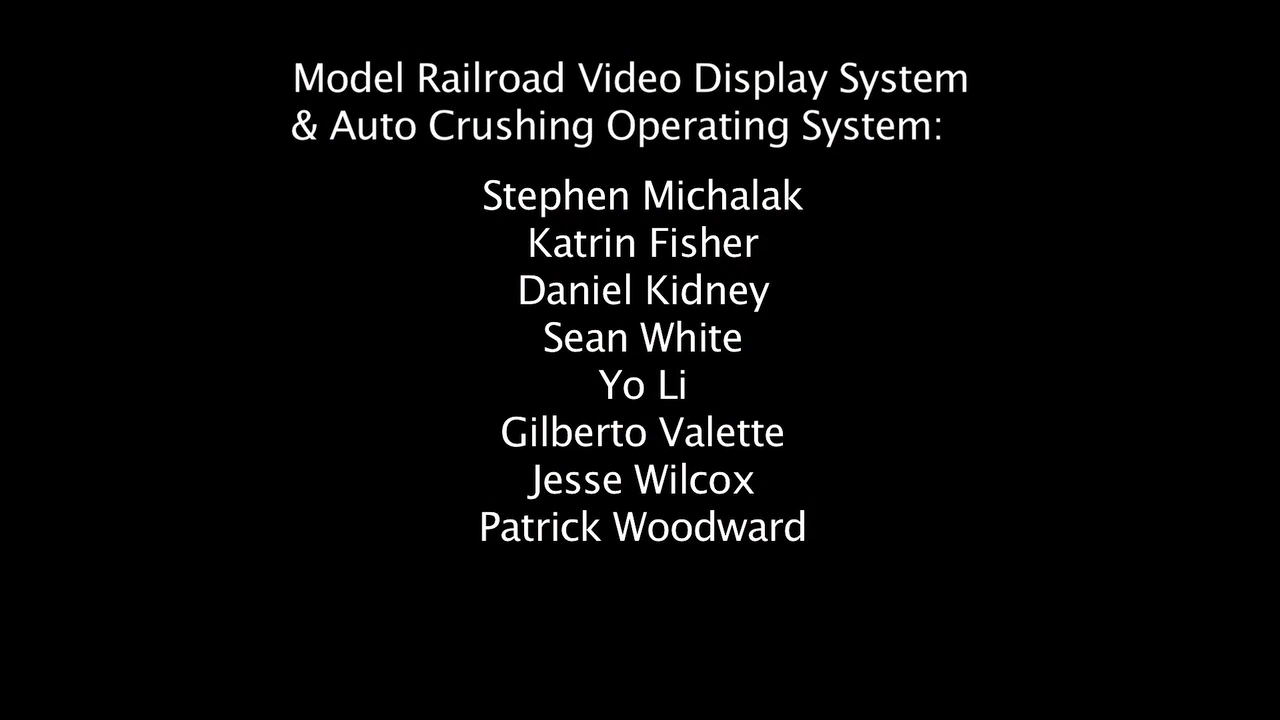 Model Railroad Video Display System
& Auto Crushing Operating System:
Stephen Michalak
Katrin Fisher
Daniel Kidney
Sean White
Yo Li
Gilberto Valette
Jesse Wilcox
Patrick Woodward